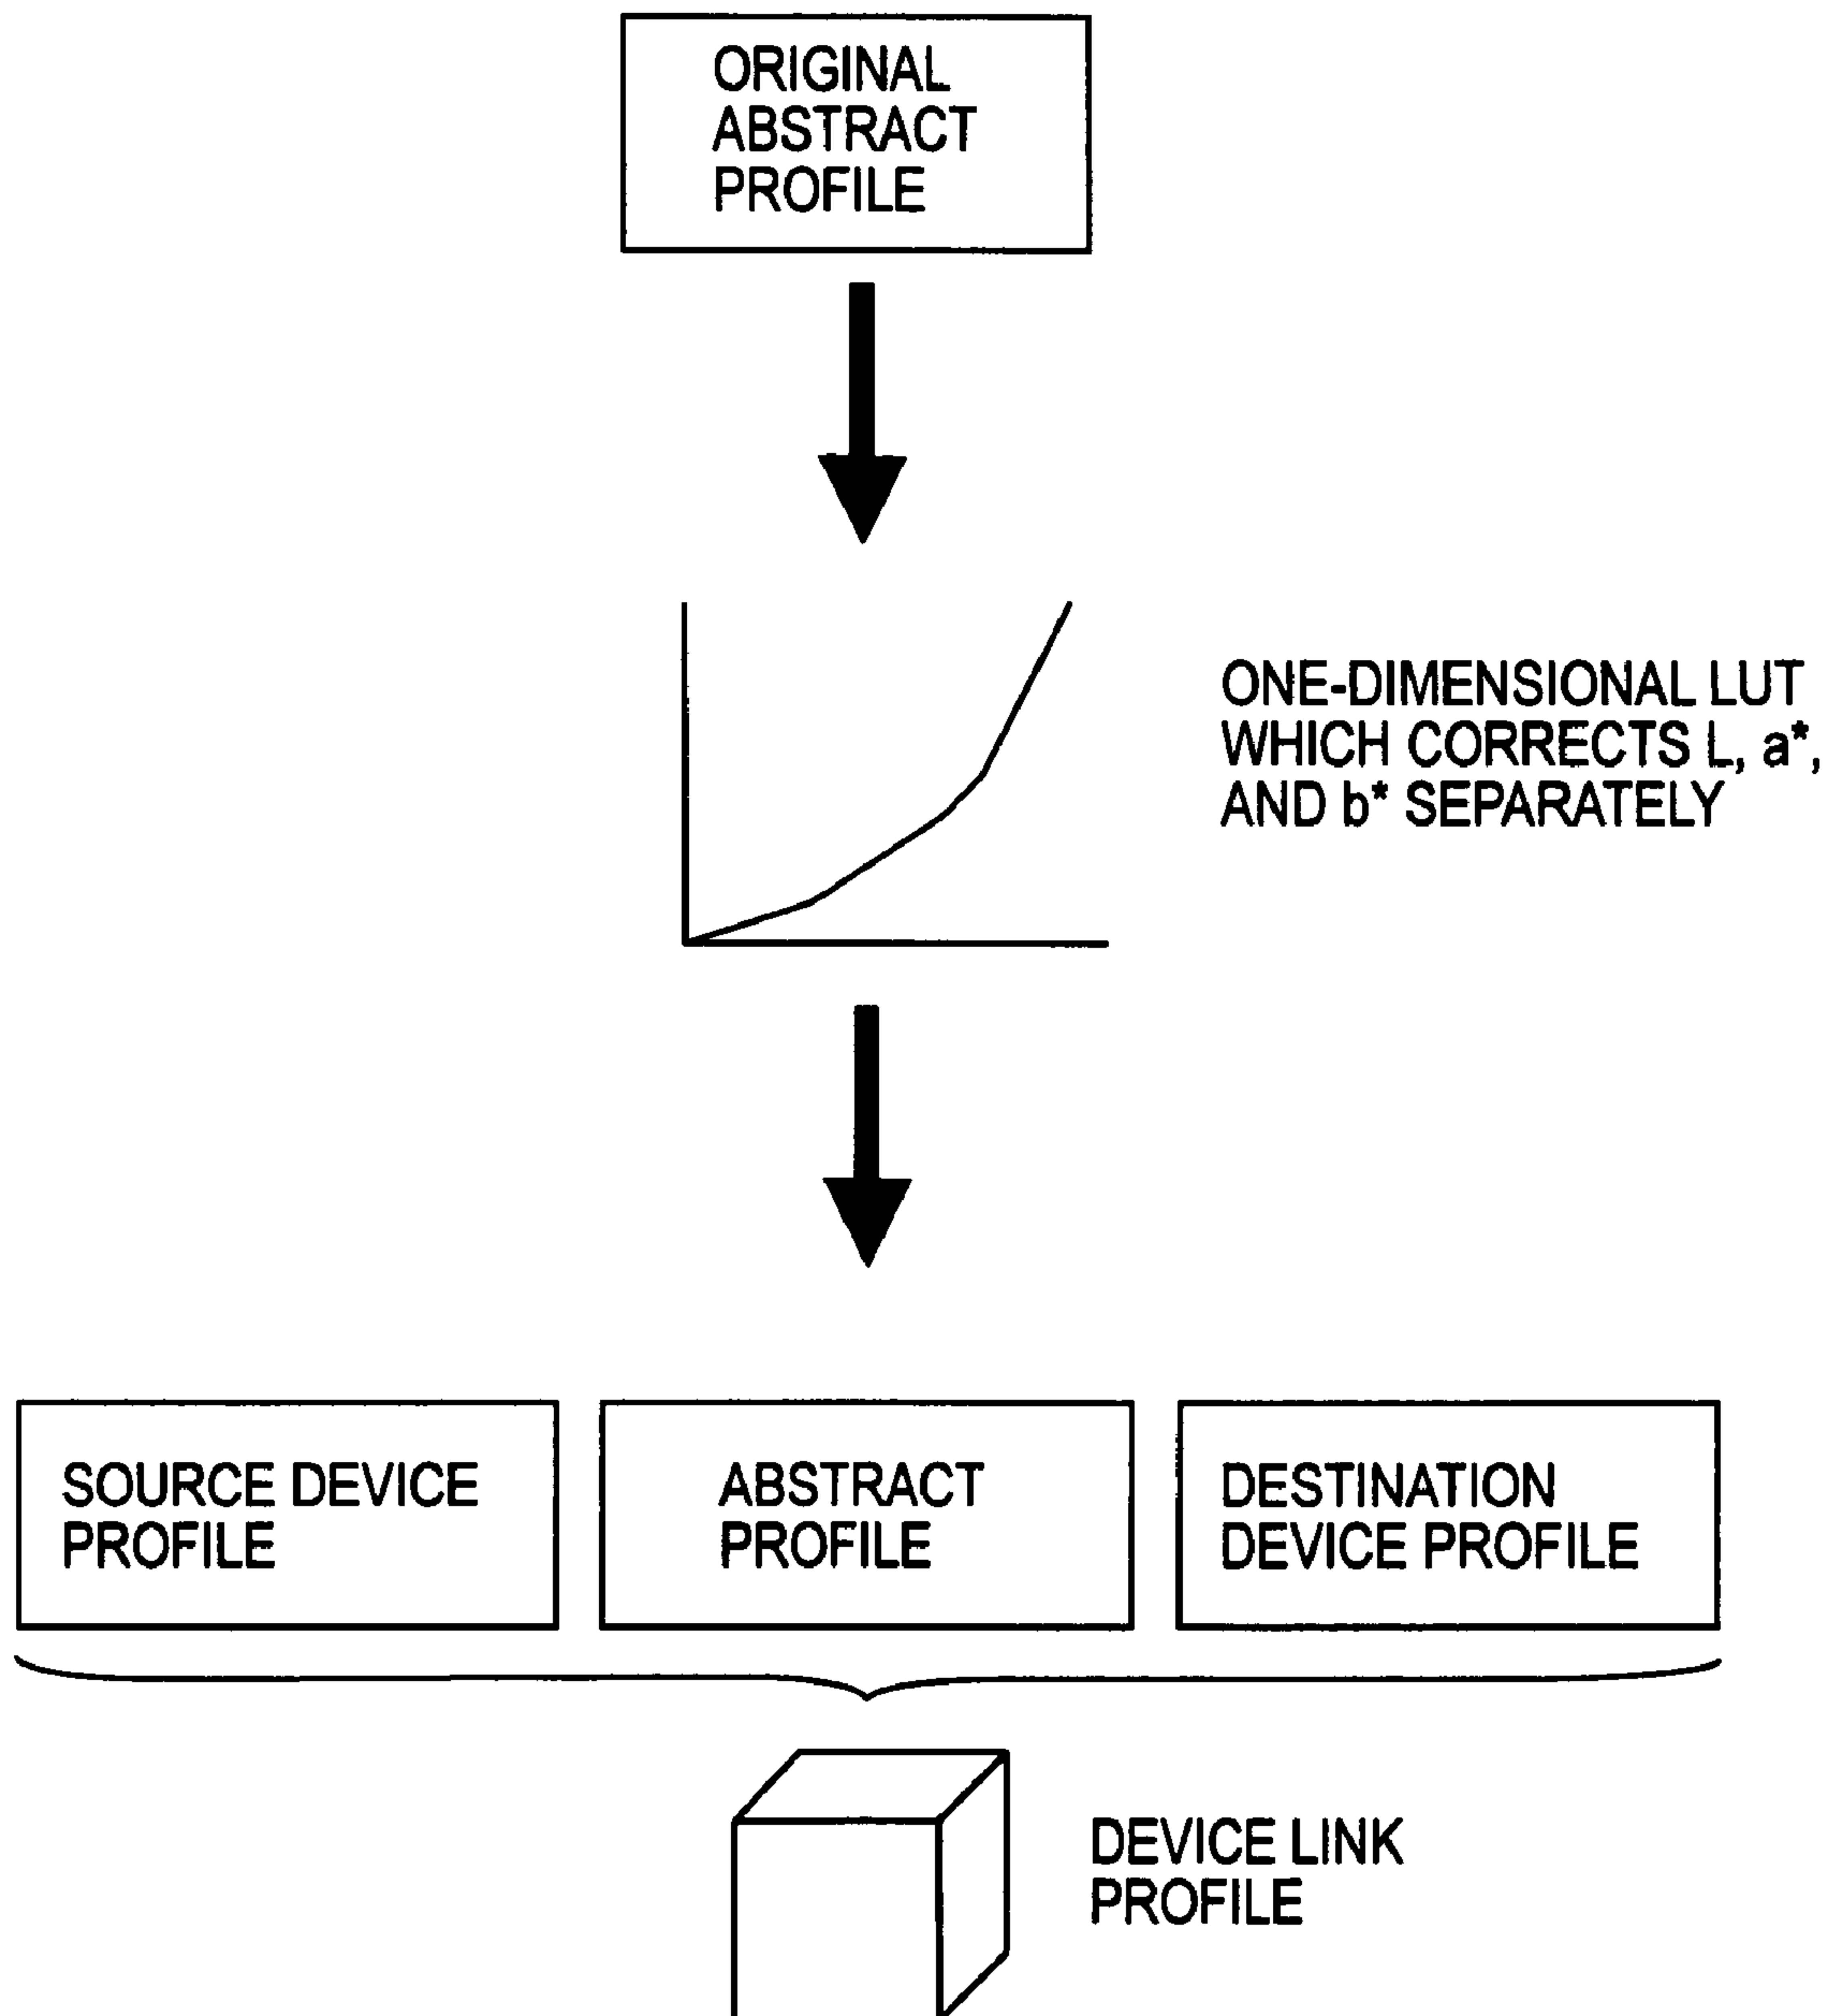 ORIGINAL
ABSTRACT
PROFILE
ONE-DIMENSIONAL LUT
WHICH CORRECTS L, a*,
AND b* SEPARATELY
SOURCE DEVICE
PROFILE
ABSTRACT
PROFILE
DESTINATION
DEVICE PROFILE
DEVICE LINK
PROFILE